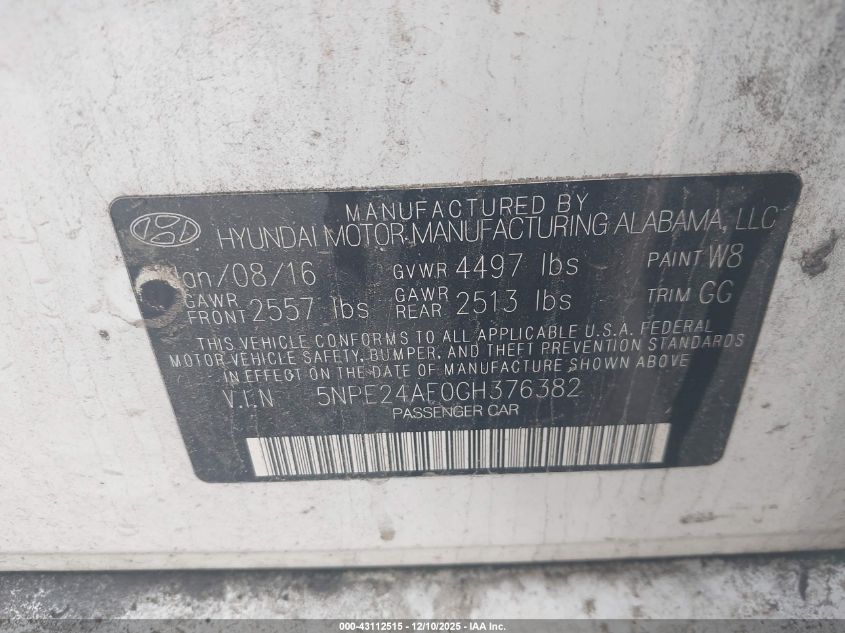 MANUFACTURED BY
HYUNDAI MOTOR MANUFACTURING ALABAMA, LLC
an/08/16 GVWR 4497 lbs PAINT W8
GAWR FRONT 2557 lbs GAWR REAR 2513 lbs TRIM GG
THIS VEHICLE CONFORMS TO ALL APPLICABLE U.S.A. FEDERAL
MOTOR VEHICLE SAFETY, BUMPER, AND THEFT PREVENTION STANDARDS
IN EFFECT ON THE DATE OF MANUFACTURE SHOWN ABOVE
V.I.N 5NPE24AF0GH376382
PASSENGER CAR
000-43112515 - 12/10/2025 - IAA Inc.